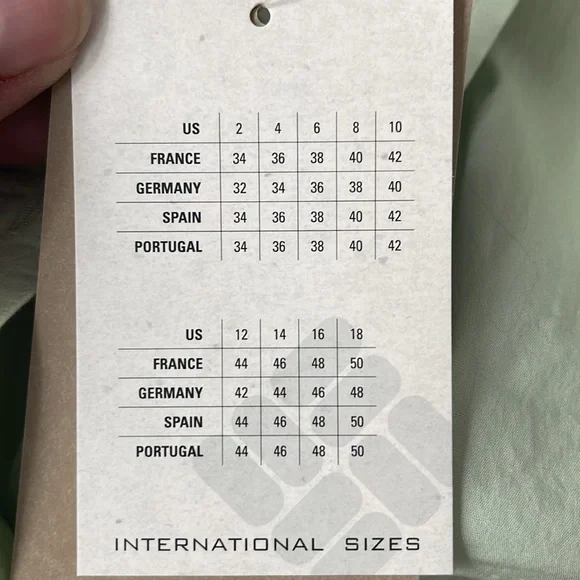 US 2 4 6 8 10
FRANCE 34 36 38 40 42
GERMANY 32 34 36 38 40
SPAIN 34 36 38 40 42
PORTUGAL 34 36 38 40 42
US 12 14 16 18
FRANCE 44 46 48 50
GERMANY 42 44 46 48
SPAIN 44 46 48 50
PORTUGAL 44 46 48 50
INTERNATIONAL SIZES